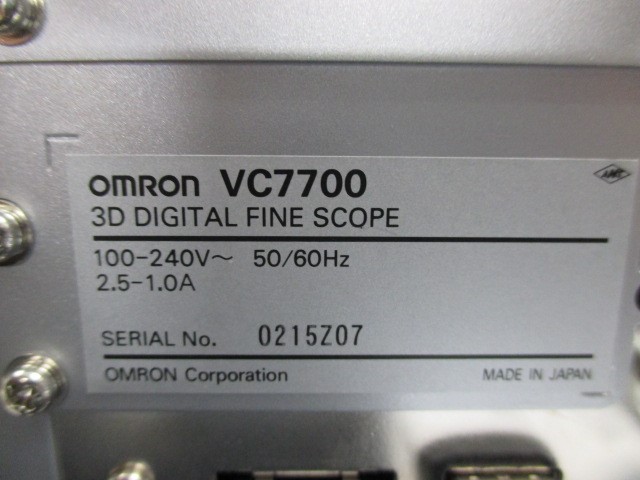 OMRON VC7700
3D DIGITAL FINE SCOPE
100-240V~ 50/60Hz
2.5-1.0A
SERIAL No. 0215Z07
OMRON Corporation MADE IN JAPAN